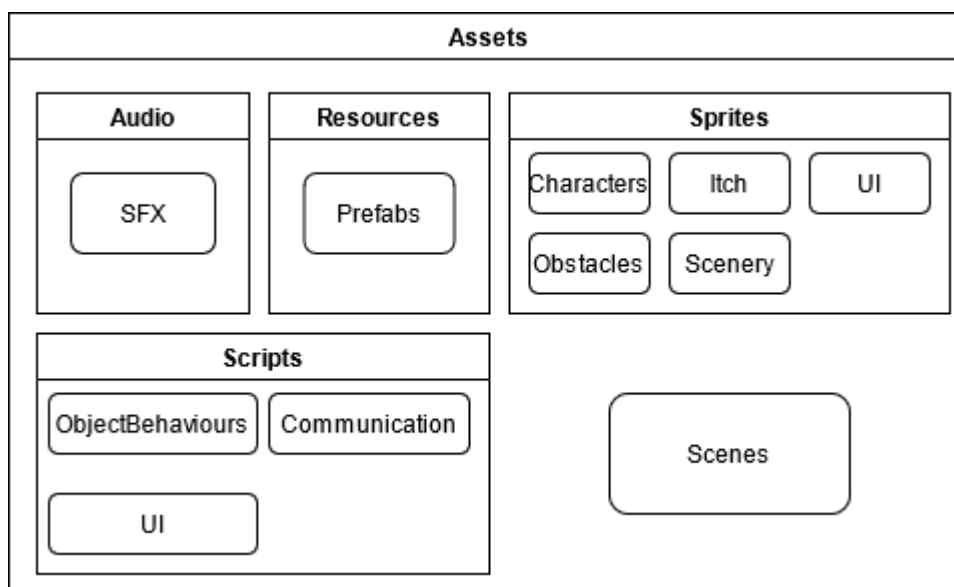 Assets
Audio
Resources
Sprites
SFX
Prefabs
Characters
Itch
UI
Obstacles
Scenery
Scripts
ObjectBehaviours
Communication
UI
Scenes